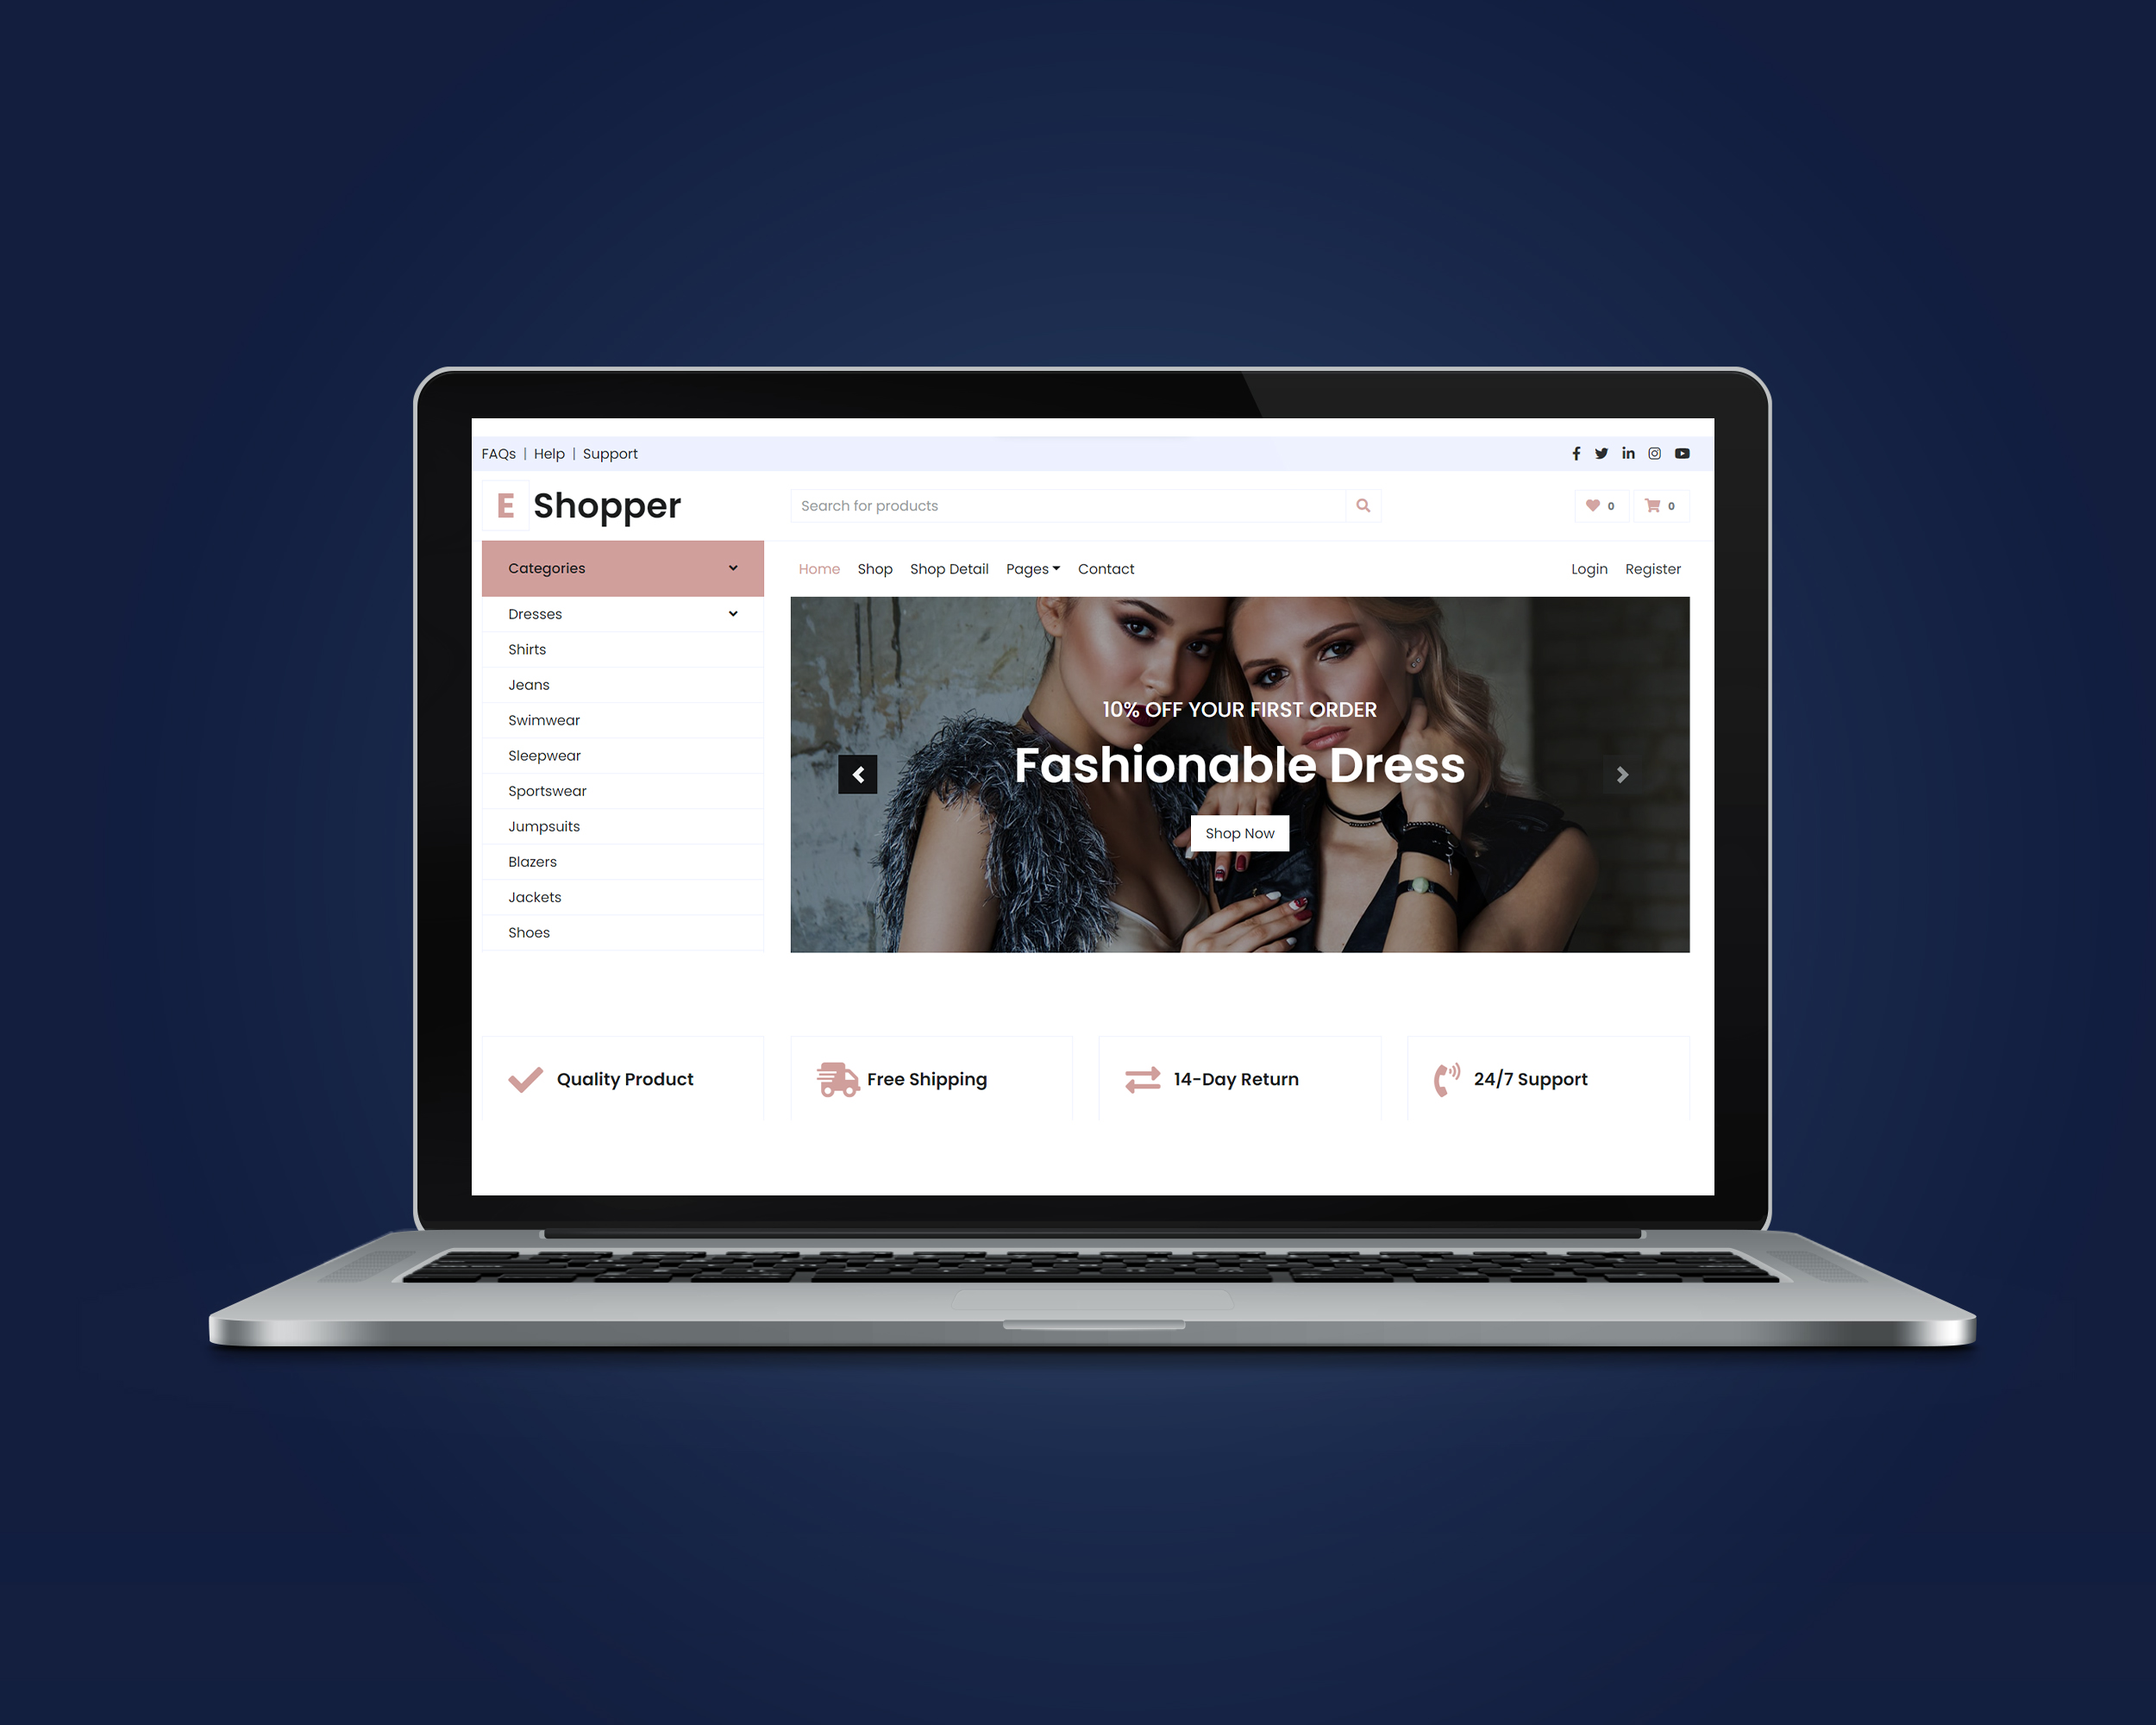 FAQs | Help | Support
E Shopper
Search for products
0 0
Categories
Home Shop Shop Detail Pages Contact
Login Register
Dresses
Shirts
Jeans
Swimwear
Sleepwear
Sportswear
Jumpsuits
Blazers
Jackets
Shoes
10% OFF YOUR FIRST ORDER
Fashionable Dress
Shop Now
Quality Product
Free Shipping
14-Day Return
24/7 Support